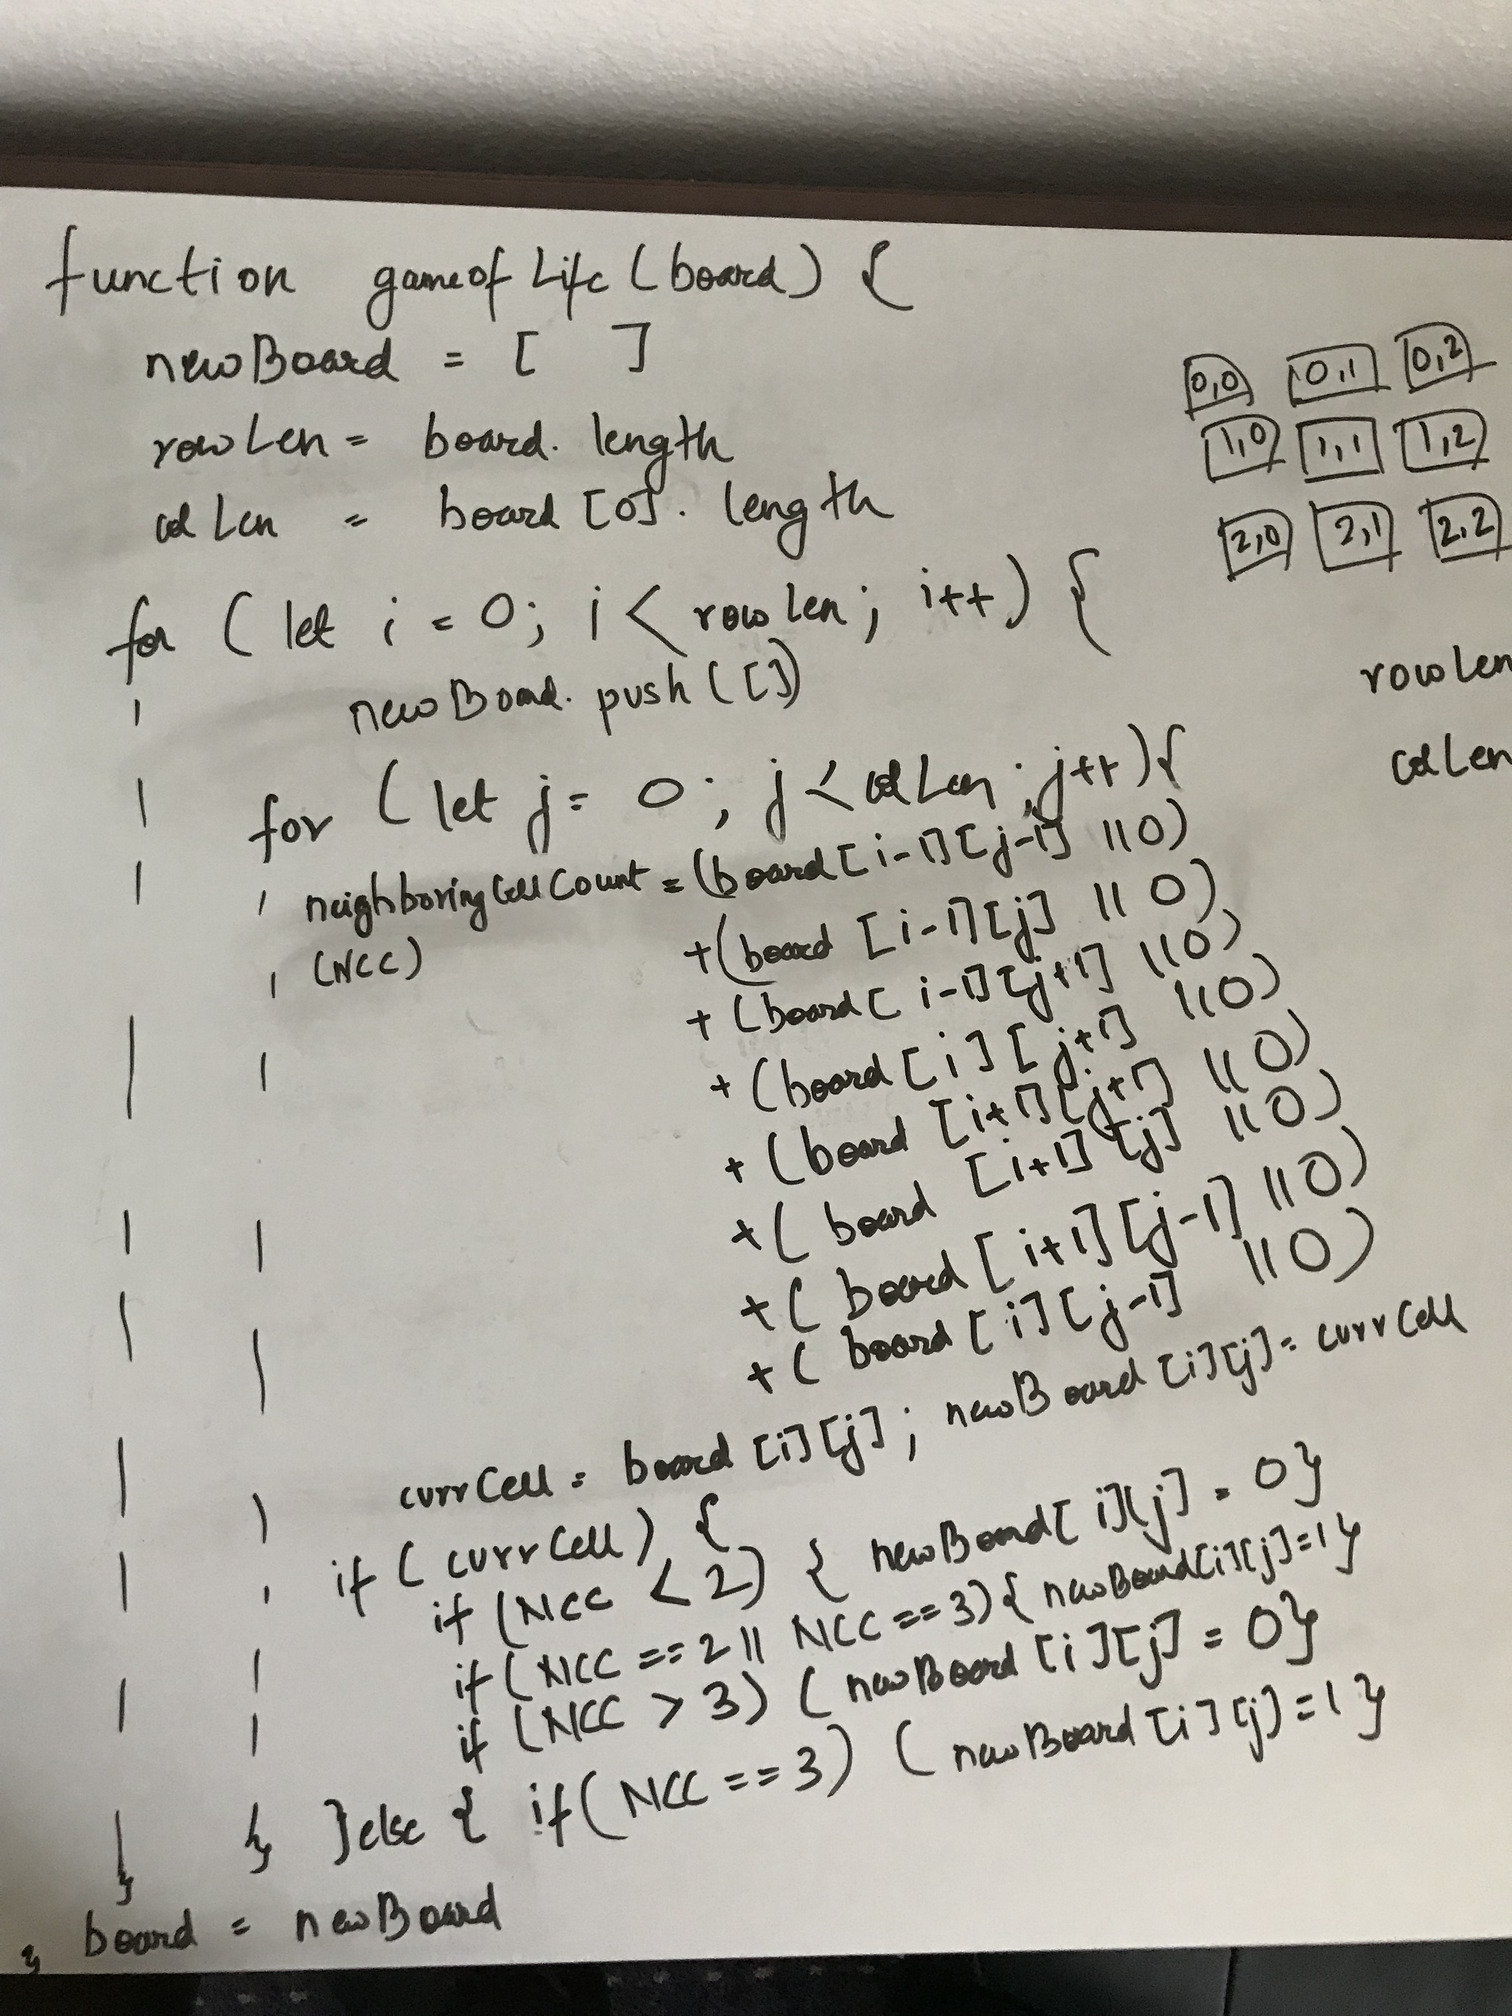 function gameofLife (board) {
newBoard = [ ]
rowLen = board. length
colLen = board [0]. length
0,0 0,1 0,2
1,0 1,1 1,2
2,0 2,1 2,2
for ( let i = 0; i < rowLen; i++) {
newBoard. push ([])
rowLen
colLen
for ( let j = 0; j < colLen; j++) {
neighboringCellCount = (board[i-1][j-1] || 0)
(NCC) +(board [i-1][j] || 0)
+ (board[i-1][j+1] || 0)
+ (board [i] [j+1] || 0)
+ (board [i+1][j+1] || 0)
+( board [i+1] [j] || 0)
+( board [i+1][j-1] || 0)
+( board [i][j-1] || 0)
currCell = board [i][j]; newBoard [i][j] = currCell
if ( currCell) {
if (NCC < 2) { newBoard[i][j] = 0}
if (NCC == 2 || NCC == 3) { newBoard[i][j]=1}
if (NCC > 3) ( newBoard [i][j] = 0}
} }else { if( NCC == 3) ( newBoard [i][j)=1}
}
board = newBoard
}